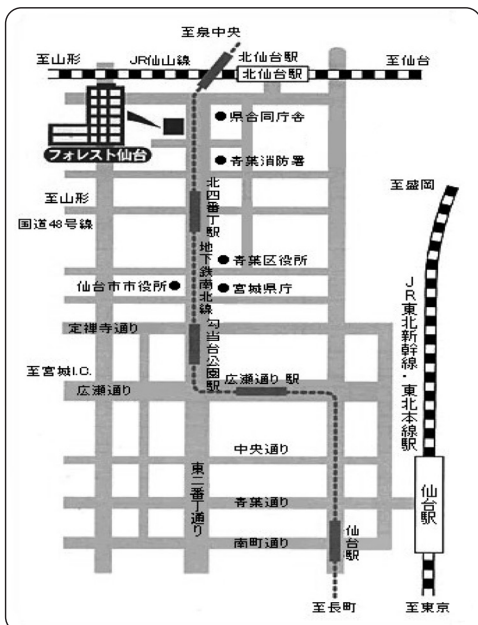 至泉中央
北仙台駅
至山形
JR仙山線
北仙台駅
至仙台
県合同庁舎
フォレスト仙台
青葉消防署
至盛岡
至山形
国道48号線
北四番丁駅
地下鉄南北線
青葉区役所
仙台市市役所
宮城県庁
定禅寺通り
勾当台公園駅
JR東北新幹線・東北本線駅
至宮城I.C.
広瀬通り 駅
広瀬通り
中央通り
東二番丁通り
青葉通り
仙台駅
南町通り
仙台駅
至長町
至東京